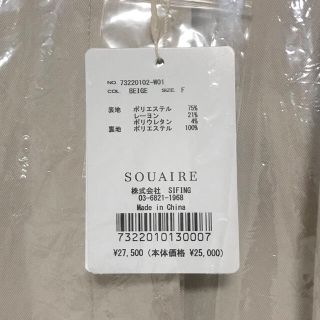 NO. 73220102-W01
COL. BEIGE SIZE. F
表地 ポリエステル 75%
レーヨン 21%
ポリウレタン 4%
裏地 ポリエステル 100%
SOUAIRE
株式会社 SIFING
03-6821-1968
Made in China
7322010130007
¥27,500 (本体価格 ¥25,000)